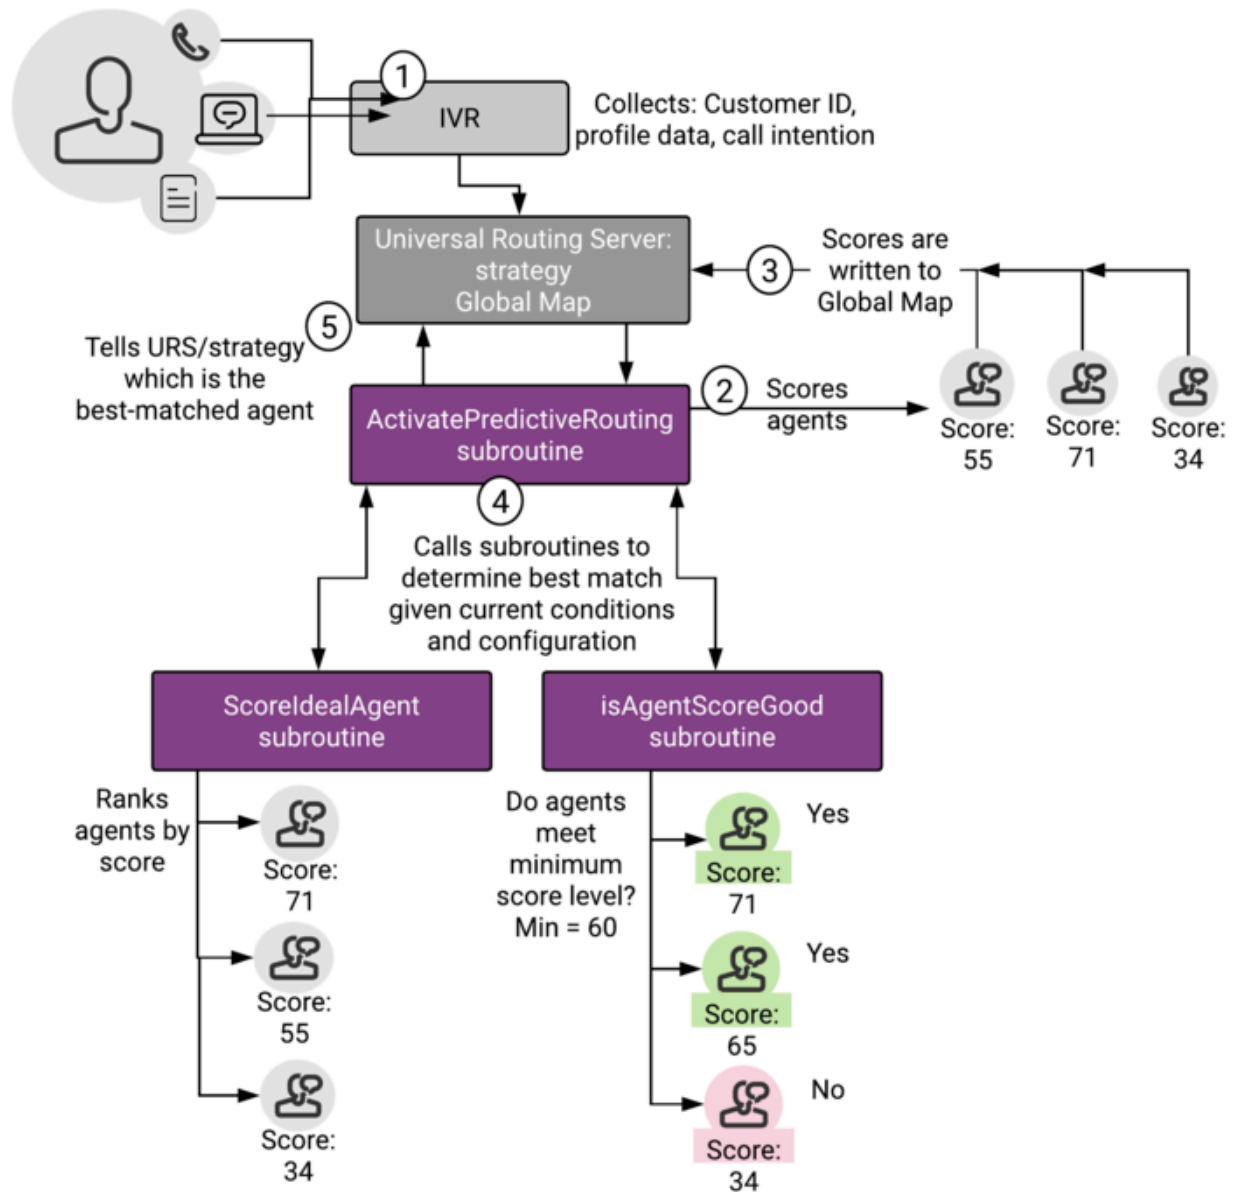 1
IVR
Collects: Customer ID,
profile data, call intention
Universal Routing Server:
strategy
Global Map
3
Scores are
written to
Global Map
5
Tells URS/strategy
which is the
best-matched agent
ActivatePredictiveRouting
subroutine
2
Scores
agents
Score:
55
Score:
71
Score:
34
4
Calls subroutines to
determine best match
given current conditions
and configuration
ScoreIdealAgent
subroutine
isAgentScoreGood
subroutine
Ranks
agents by
score
Score:
71
Score:
55
Score:
34
Do agents
meet
minimum
score level?
Min = 60
Yes
Score:
71
Yes
Score:
65
No
Score:
34